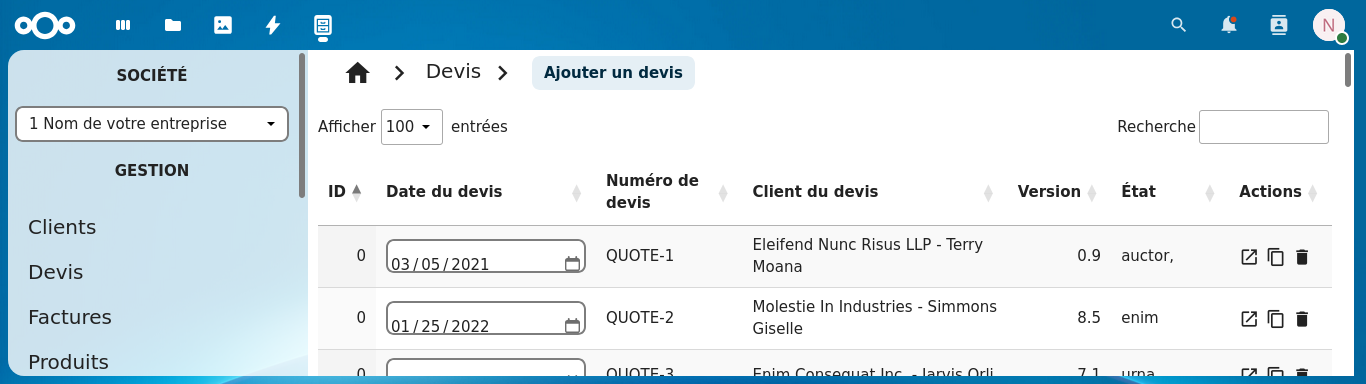 N
SOCIÉTÉ
1 Nom de votre entreprise
GESTION
Clients
Devis
Factures
Produits
Devis
Ajouter un devis
Afficher 100 entrées
Recherche
ID Date du devis Numéro de devis Client du devis Version État Actions
0 03/05/2021 QUOTE-1 Eleifend Nunc Risus LLP - Terry Moana 0.9 auctor,
0 01/25/2022 QUOTE-2 Molestie In Industries - Simmons Giselle 8.5 enim
0 QUOTE-3 Enim Consequat Inc. - Jarvis Orli 7.1 urna